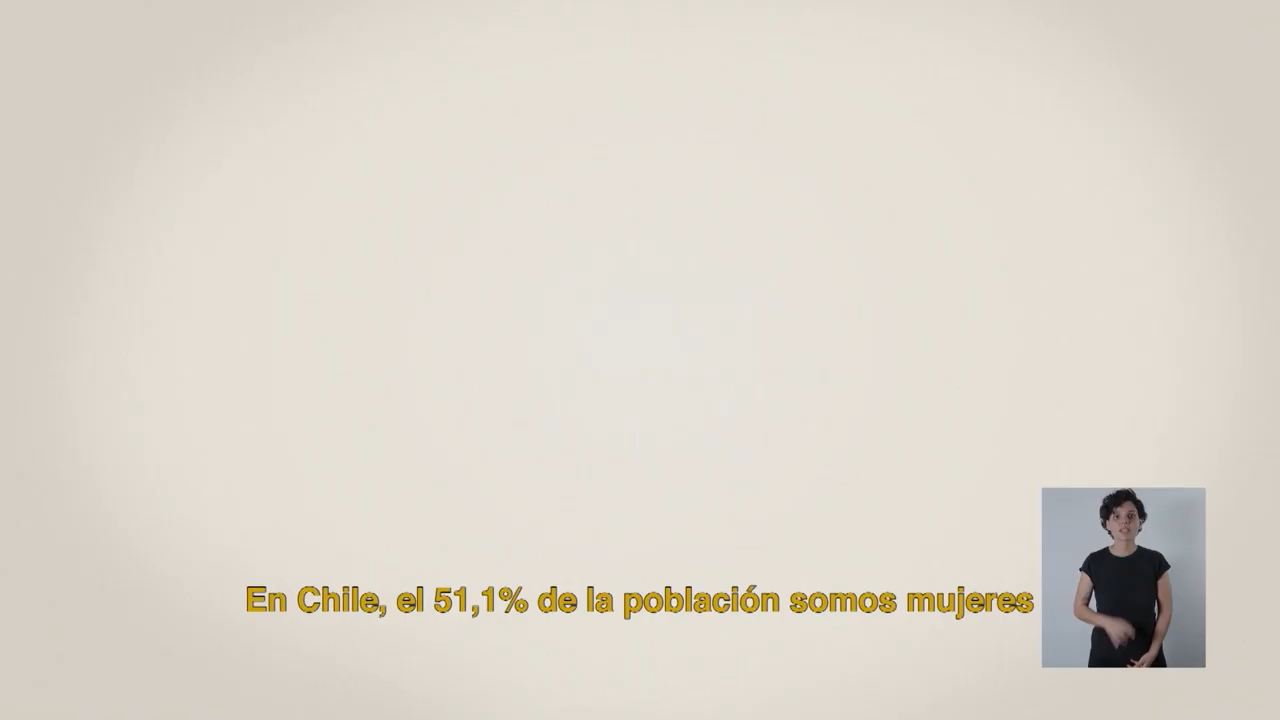 En Chile, el 51,1% de la población somos mujeres